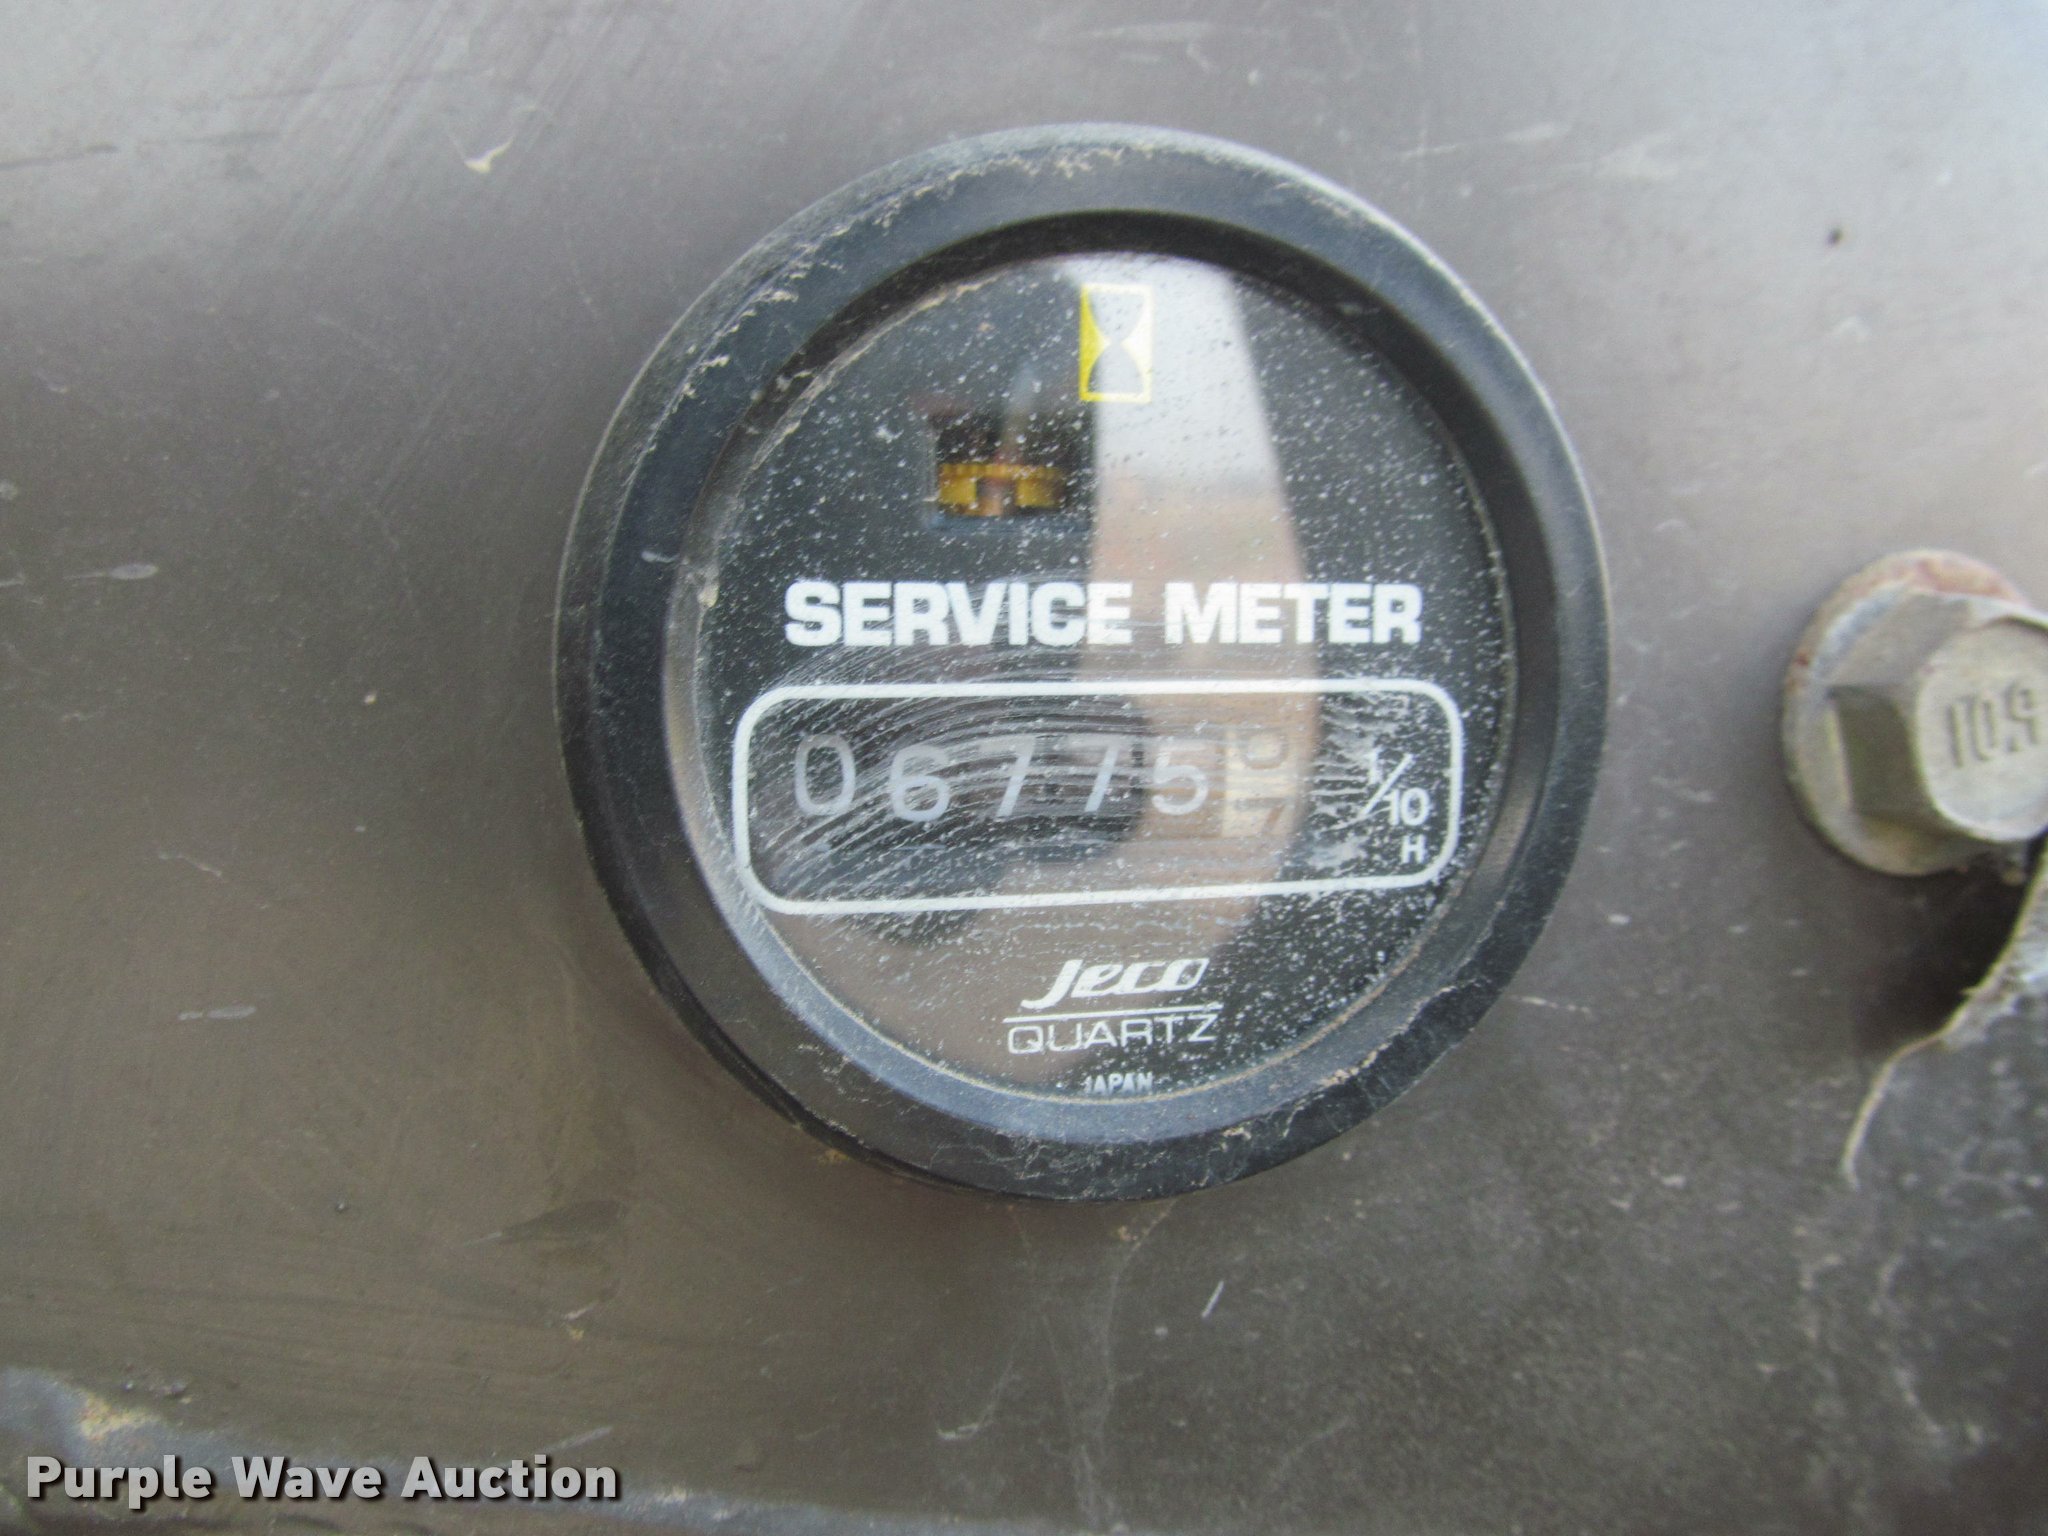 SERVICE METER
06775
1/10
H
Jeco
QUARTZ
JAPAN
10.9
Purple Wave Auction